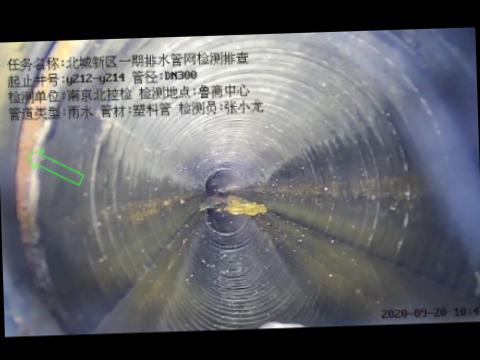 任务名称:北城新区一期排水管网检测排查
起止井号:y212-y214 管径:DN300
检测单位:南京北控检 检测地点:鲁商中心
管道类型:雨水 管材:塑料管 检测员:张小龙
2020-09-20 10:4